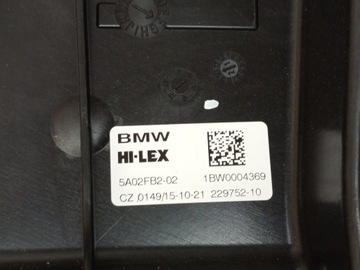 BMW
HI-LEX
5A02FB2-02 1BW0004369
CZ 0149/15-10-21 229752-10